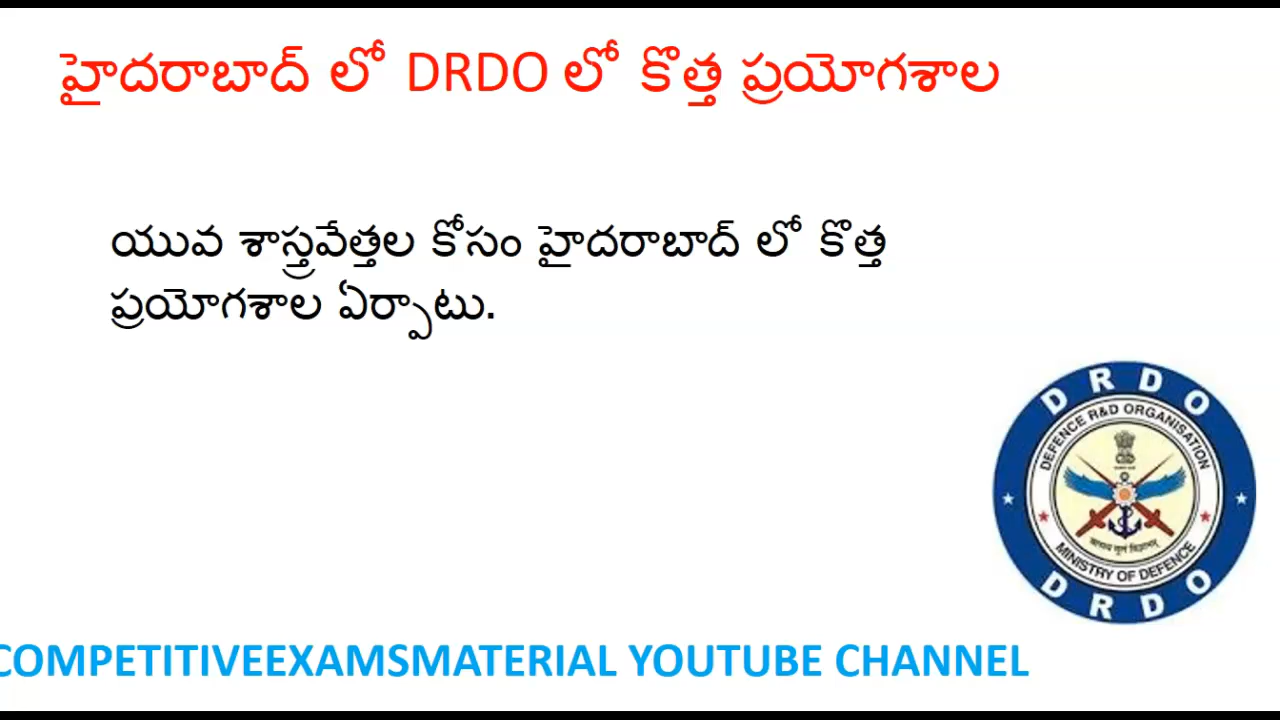 హైదరాబాద్ లో DRDO లో కొత్త ప్రయోగశాల
యువ శాస్త్రవేత్తల కోసం హైదరాబాద్ లో కొత్త
ప్రయోగశాల ఏర్పాటు.
DRDO
DEFENCE R&D ORGANISATION
MINISTRY OF DEFENCE
DRDO
COMPETITIVEEXAMSMATERIAL YOUTUBE CHANNEL